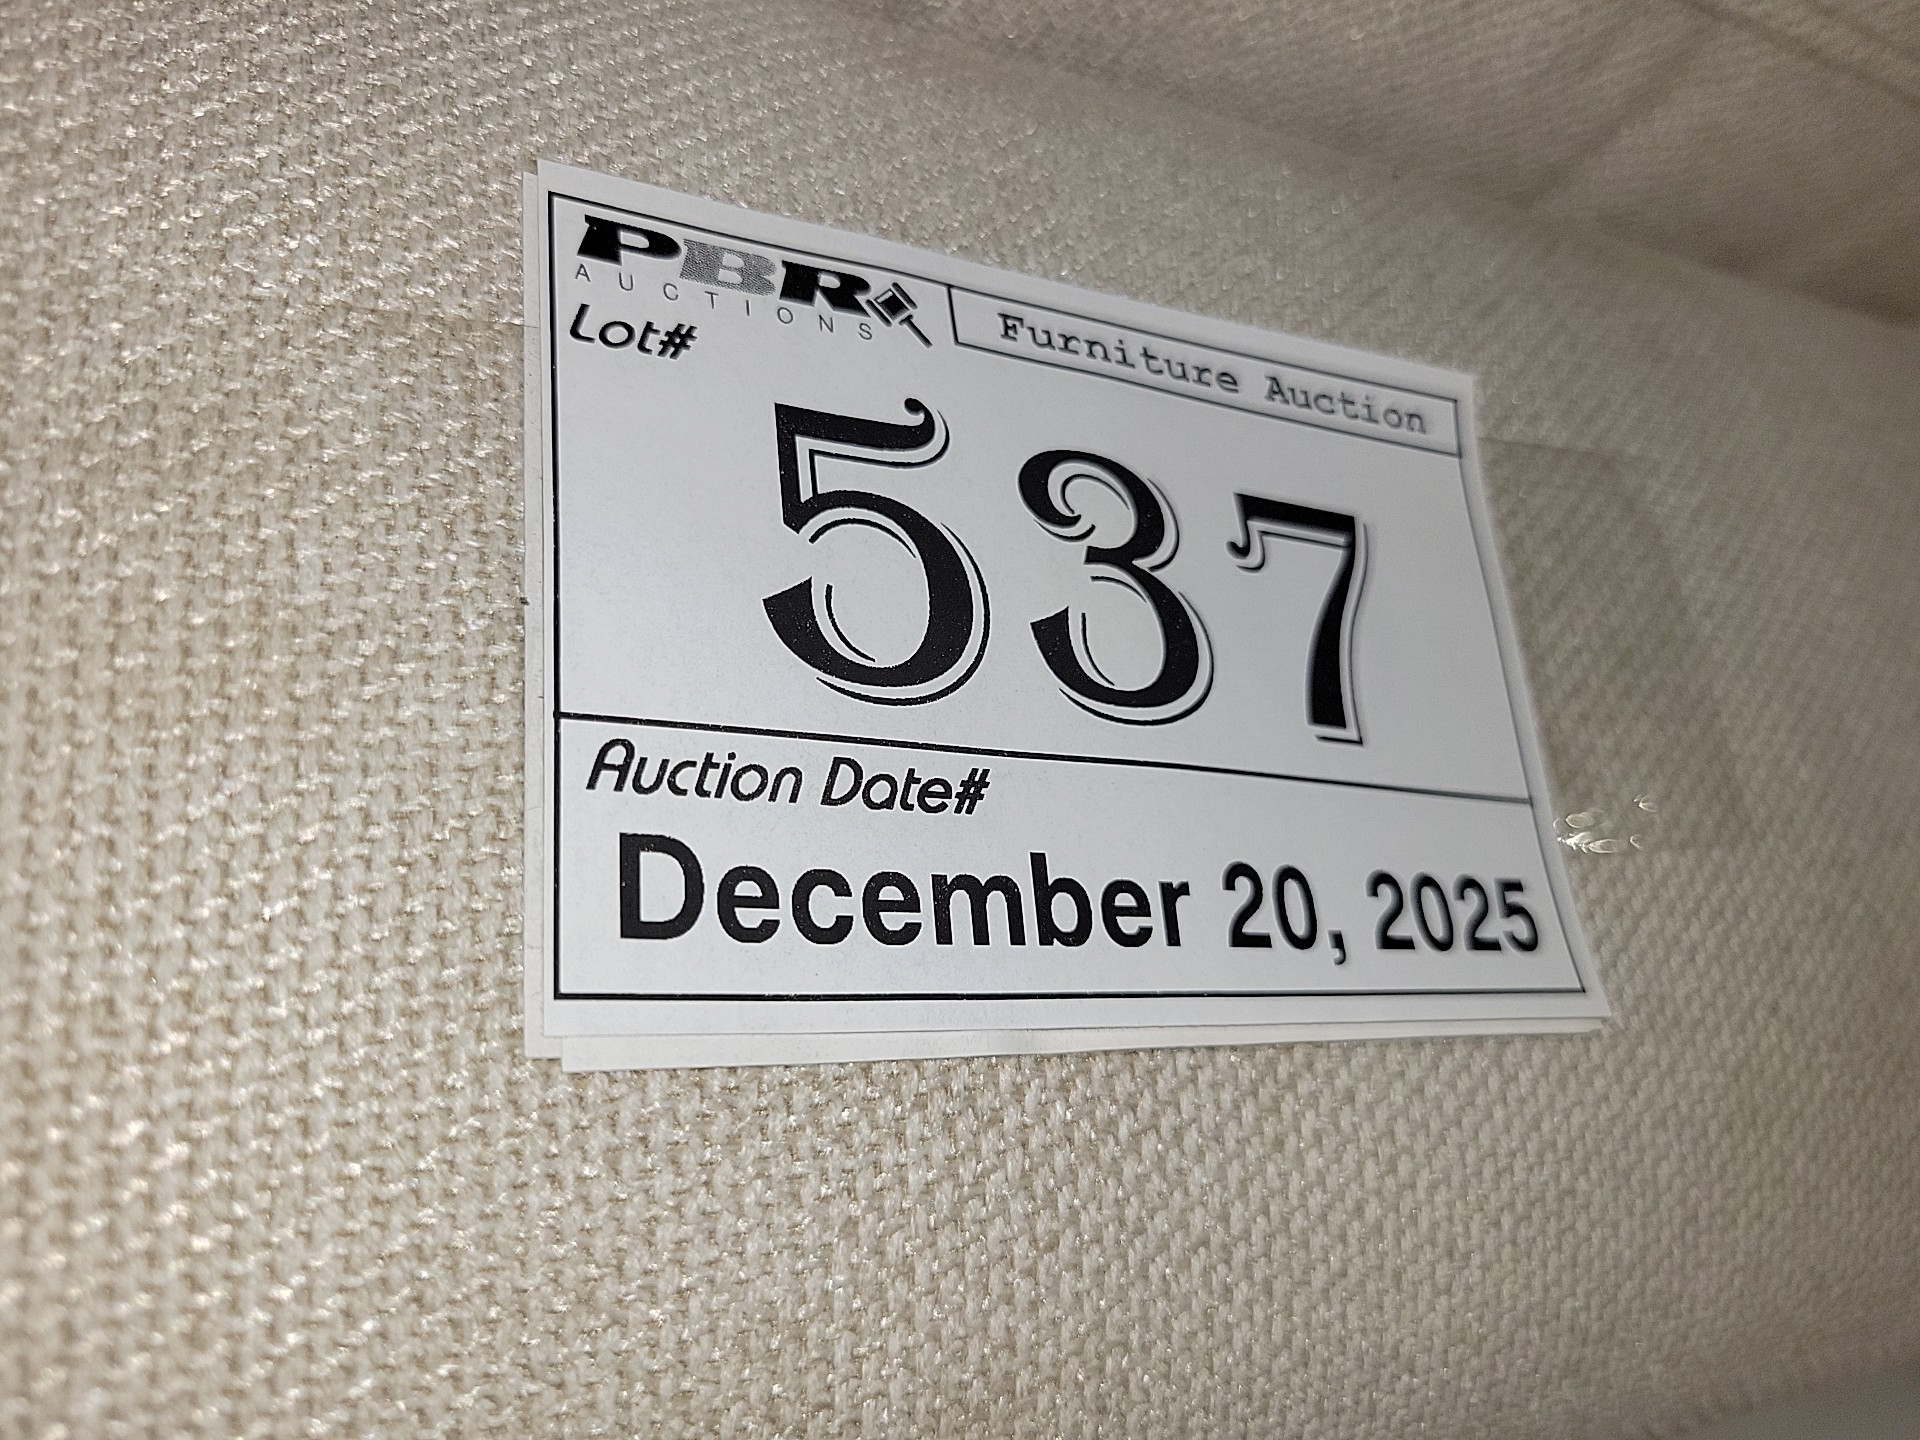 PBR
AUCTIONS
Furniture Auction
Lot#
537
Auction Date#
December 20, 2025